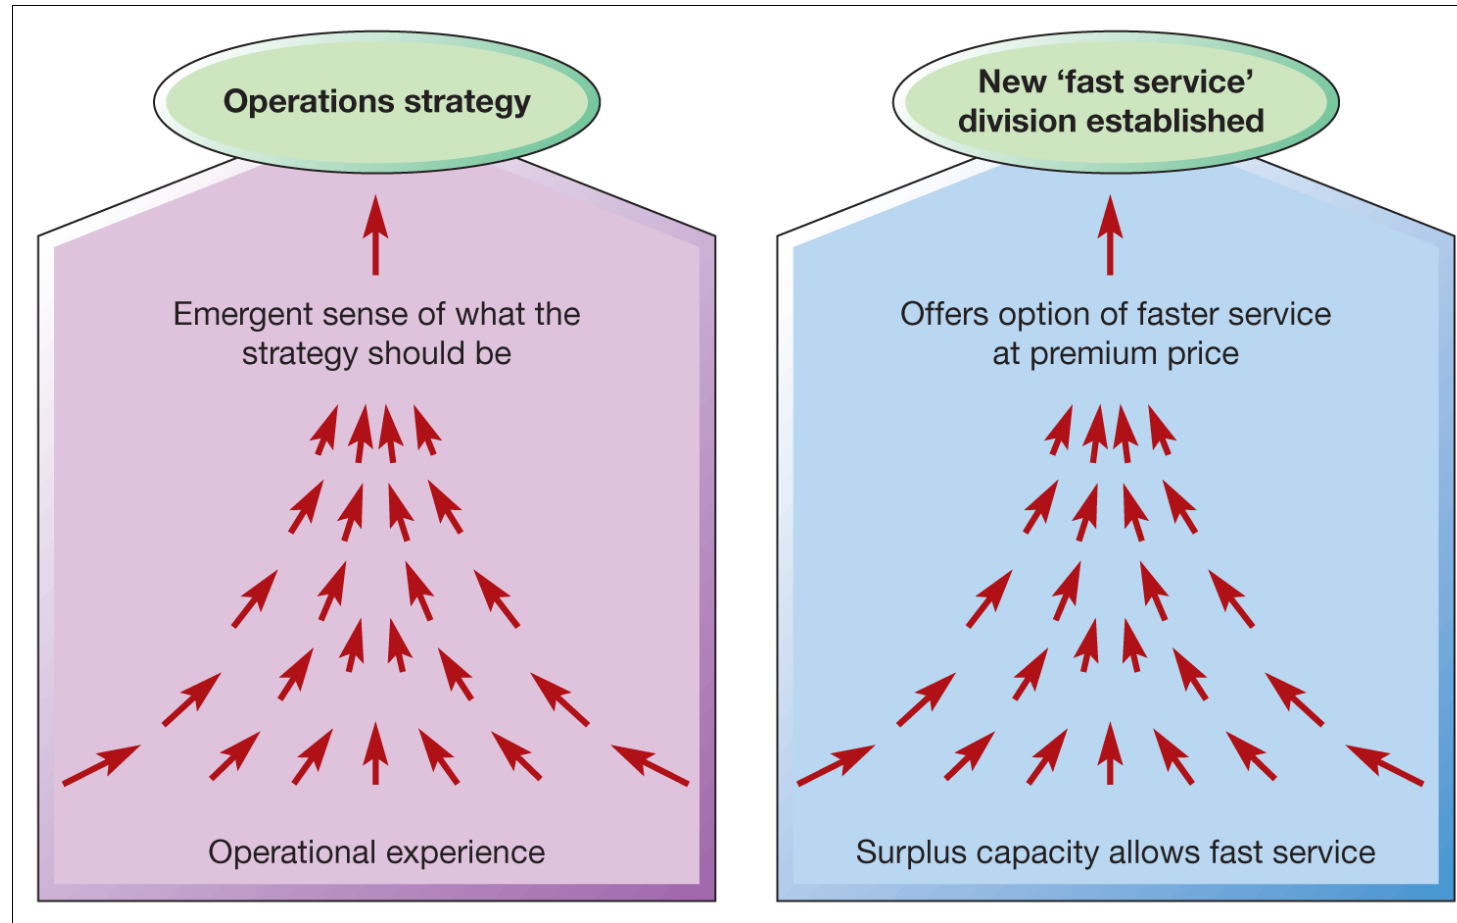 Operations strategy
Emergent sense of what the
strategy should be
Operational experience
New ‘fast service’
division established
Offers option of faster service
at premium price
Surplus capacity allows fast service